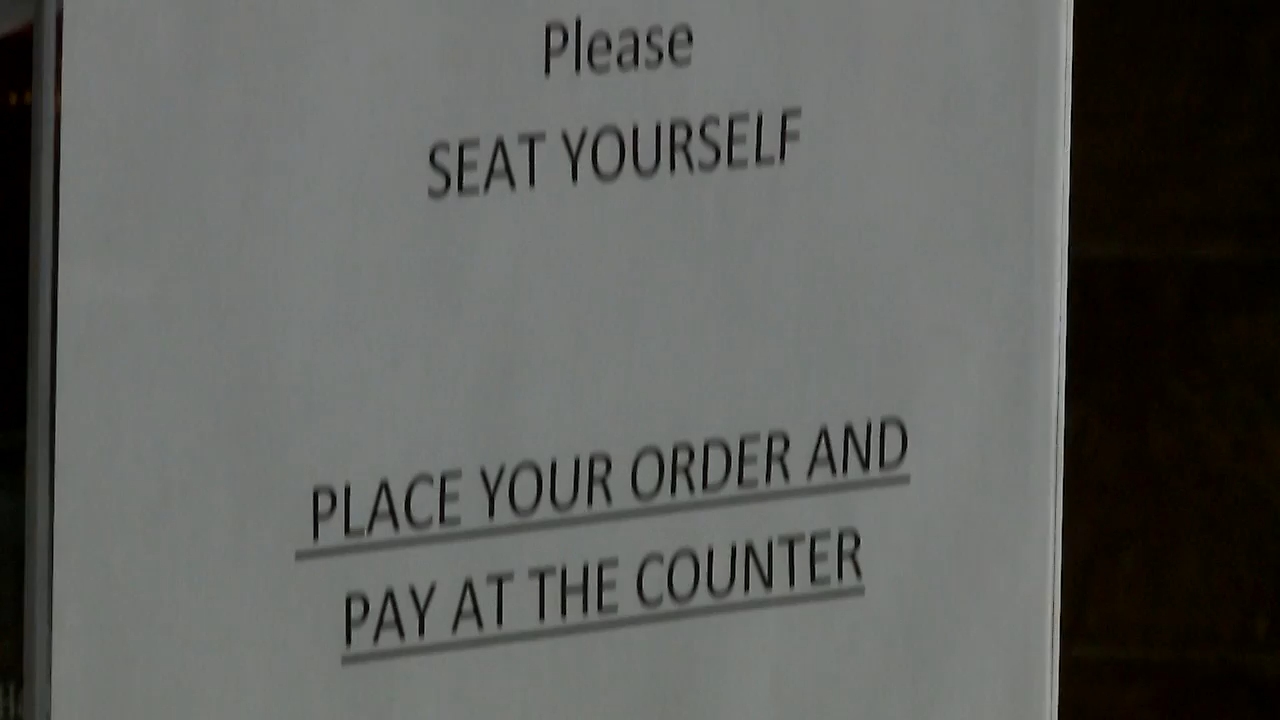 Please
SEAT YOURSELF
PLACE YOUR ORDER AND
PAY AT THE COUNTER